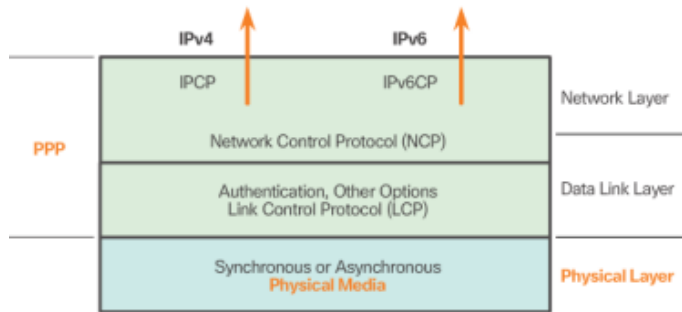 IPv4 IPv6
IPCP IPv6CP
Network Layer
Network Control Protocol (NCP)
PPP
Authentication, Other Options
Link Control Protocol (LCP)
Data Link Layer
Synchronous or Asynchronous
Physical Media
Physical Layer